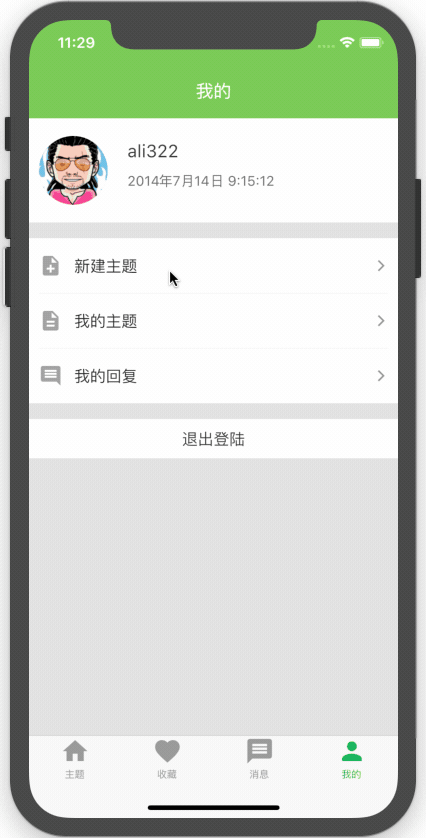 11:29
我的
ali322
2014年7月14日 9:15:12
新建主题
我的主题
我的回复
退出登陆
主题
收藏
消息
我的